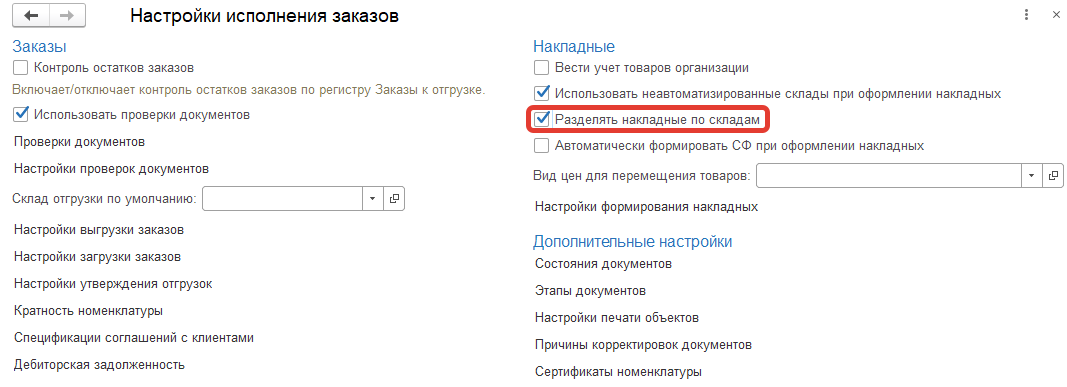 Настройки исполнения заказов
Заказы
Контроль остатков заказов
Включает/отключает контроль остатков заказов по регистру Заказы к отгрузке.
Использовать проверки документов
Проверки документов
Настройки проверок документов
Склад отгрузки по умолчанию:
Настройки выгрузки заказов
Настройки загрузки заказов
Настройки утверждения отгрузок
Кратность номенклатуры
Спецификации соглашений с клиентами
Дебиторская задолженность
Накладные
Вести учет товаров организации
Использовать неавтоматизированные склады при оформлении накладных
Разделять накладные по складам
Автоматически формировать СФ при оформлении накладных
Вид цен для перемещения товаров:
Настройки формирования накладных
Дополнительные настройки
Состояния документов
Этапы документов
Настройки печати объектов
Причины корректировок документов
Сертификаты номенклатуры